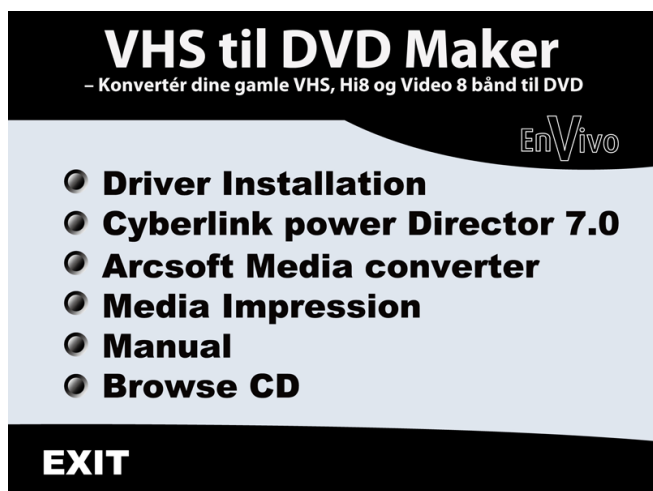 VHS til DVD Maker
– Konvertér dine gamle VHS, Hi8 og Video 8 bånd til DVD
EnVivo
Driver Installation
Cyberlink power Director 7.0
Arcsoft Media converter
Media Impression
Manual
Browse CD
EXIT